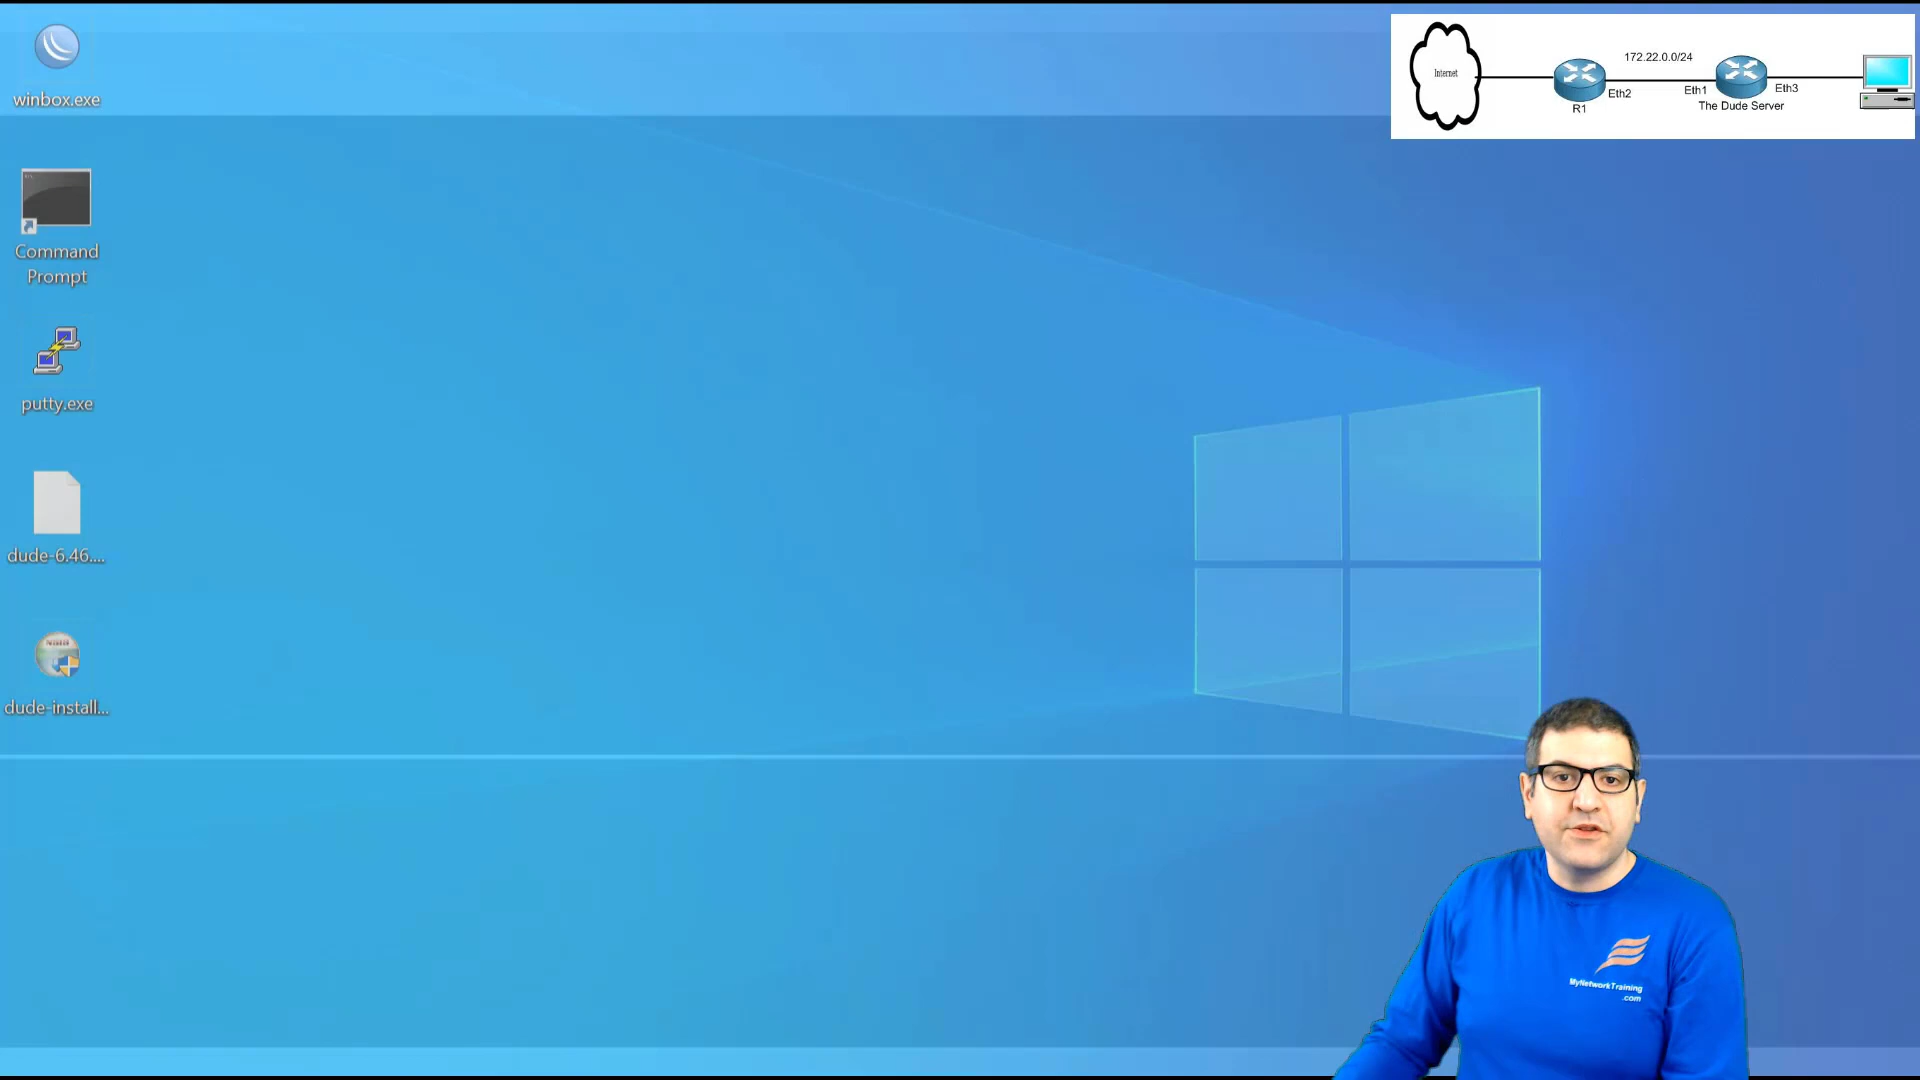 winbox.exe
Command
Prompt
putty.exe
dude-6.46....
dude-install...
Internet
R1
Eth2
172.22.0.0/24
Eth1
The Dude Server
Eth3
MyNetworkTraining
.com